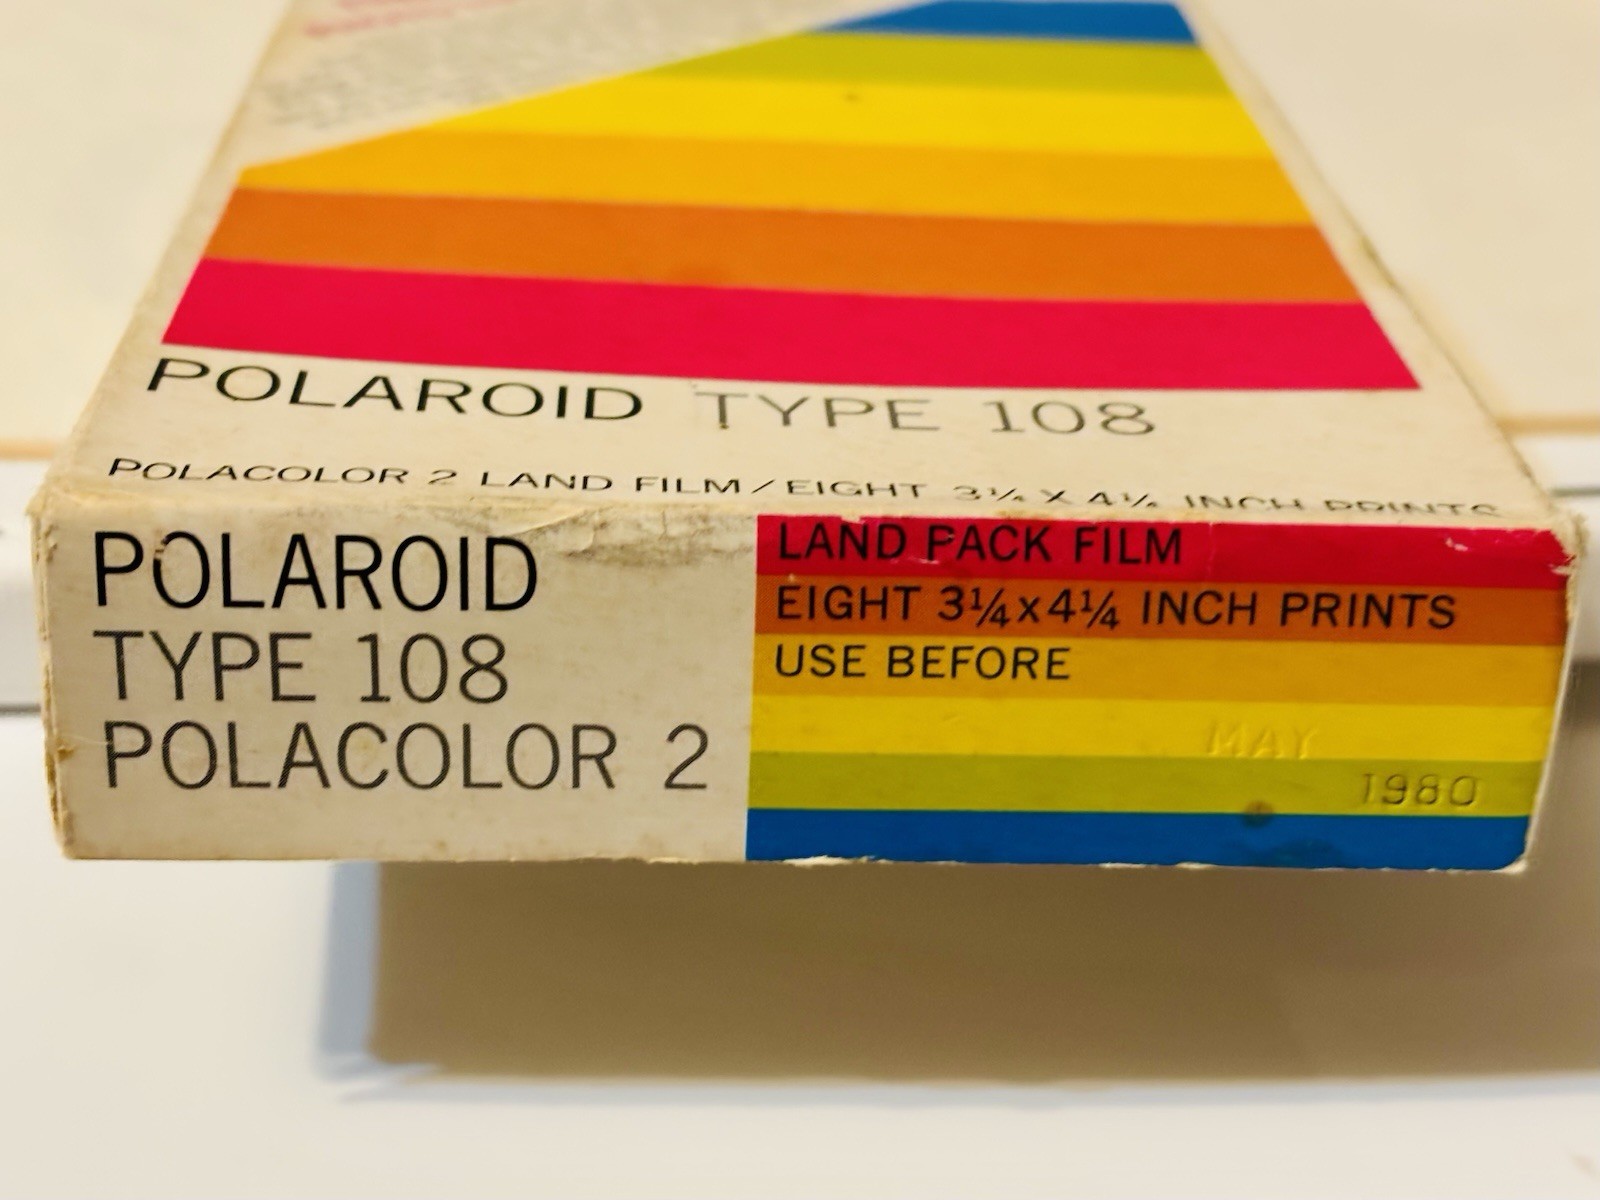 POLAROID TYPE 108
POLACOLOR 2 LAND FILM/EIGHT 3¼ X 4¼ INCH PRINTS
POLAROID
TYPE 108
POLACOLOR 2
LAND PACK FILM
EIGHT 3¼x4¼ INCH PRINTS
USE BEFORE
MAY
1980